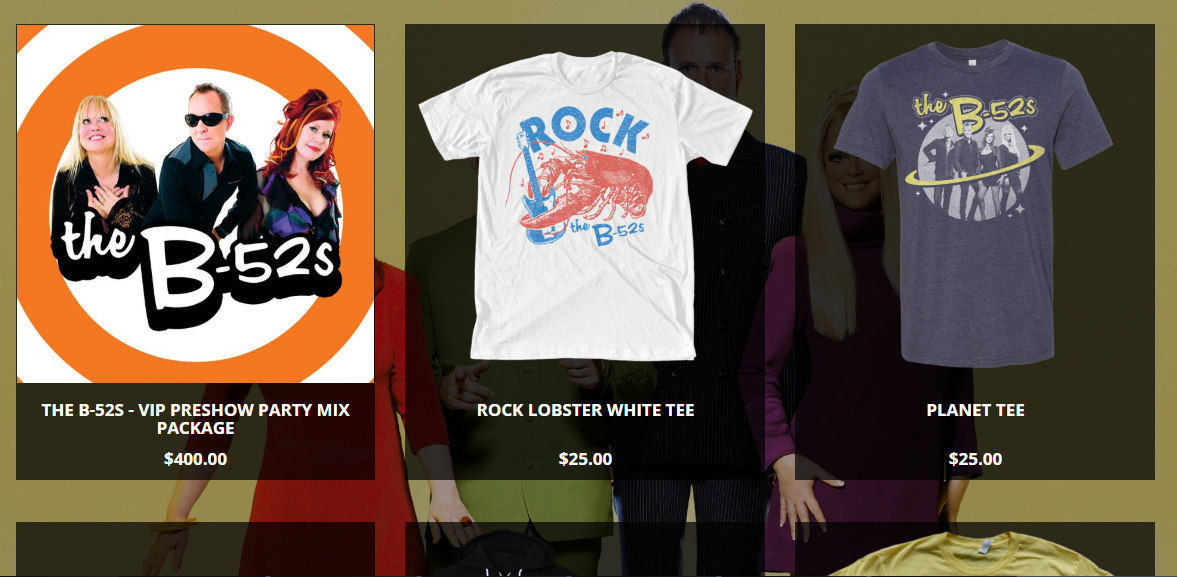 the B-52s
THE B-52S - VIP PRESHOW PARTY MIX
PACKAGE
$400.00
ROCK
the B-52s
ROCK LOBSTER WHITE TEE
$25.00
the B-52s
PLANET TEE
$25.00